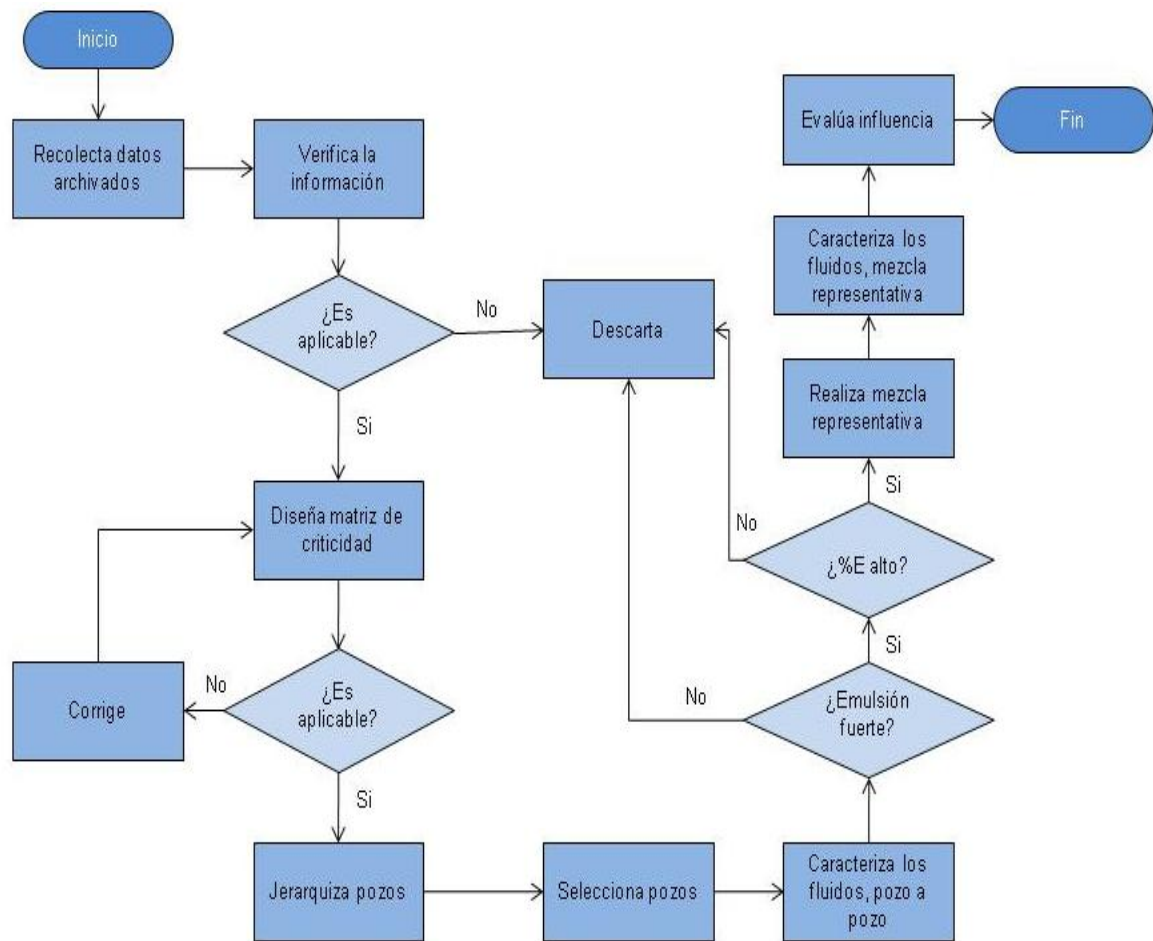 Inicio
Recolecta datos
archivados
Verifica la
información
¿Es
aplicable?
No
Si
Descarta
Diseña matriz de
criticidad
¿Es
aplicable?
No
Corrige
Si
Jerarquiza pozos
Selecciona pozos
Caracteriza los
fluidos, pozo a
pozo
¿Emulsión
fuerte?
No
Si
¿%E alto?
No
Si
Realiza mezcla
representativa
Caracteriza los
fluidos, mezcla
representativa
Evalúa influencia
Fin